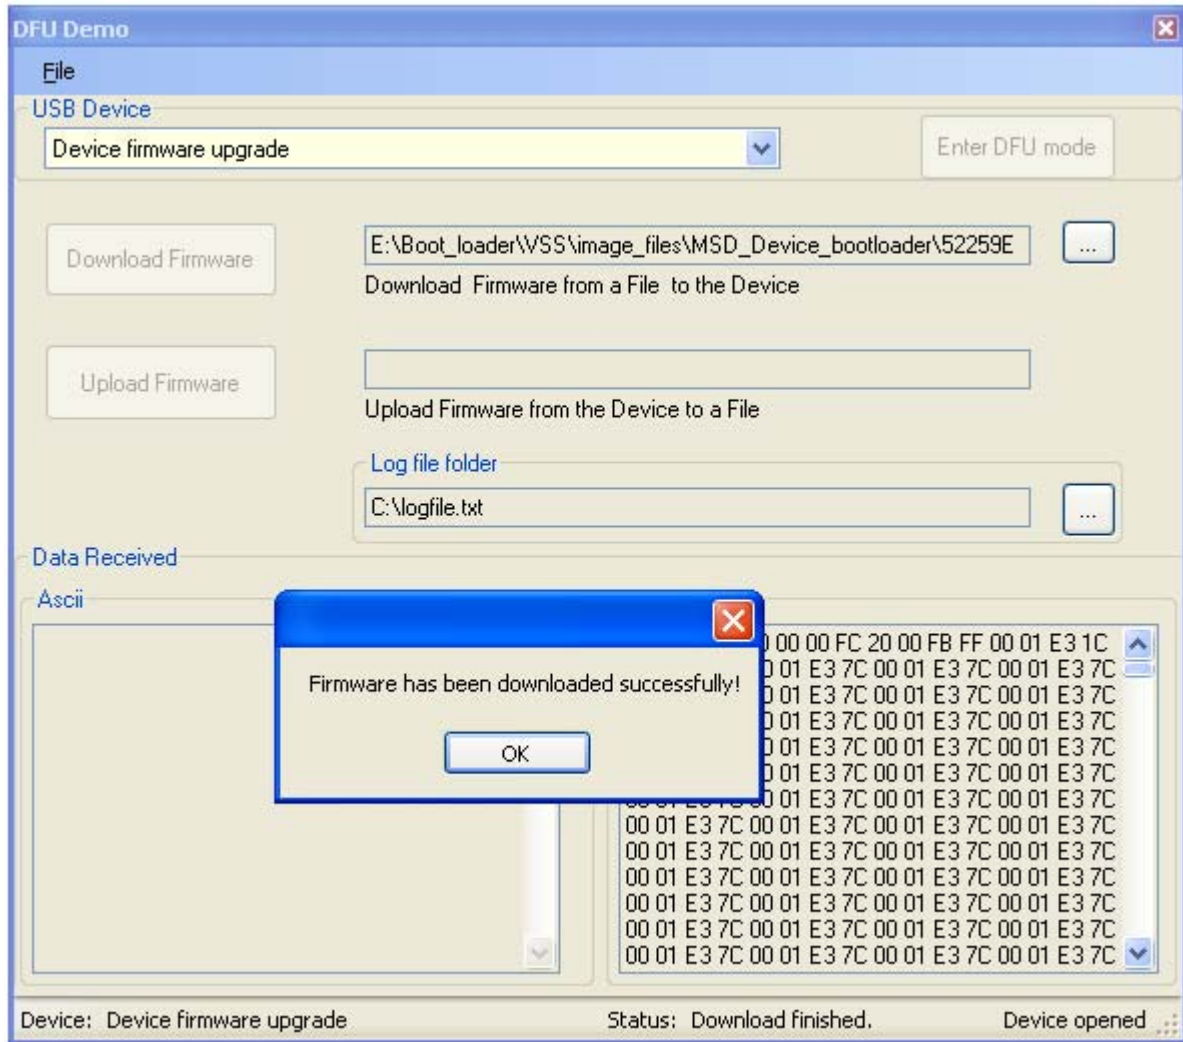 DFU Demo
File
USB Device
Device firmware upgrade
Enter DFU mode
Download Firmware
E:\Boot_loader\VSS\image_files\MSD_Device_bootloader\52259E
...
Download  Firmware from a File  to the Device
Upload Firmware
Upload Firmware from the Device to a File
Log file folder
C:\logfile.txt
...
Data Received
Ascii
Firmware has been downloaded successfully!
OK
00 00 FC 20 00 FB FF 00 01 E3 1C
01 E3 7C 00 01 E3 7C 00 01 E3 7C
01 E3 7C 00 01 E3 7C 00 01 E3 7C
01 E3 7C 00 01 E3 7C 00 01 E3 7C
01 E3 7C 00 01 E3 7C 00 01 E3 7C
01 E3 7C 00 01 E3 7C 00 01 E3 7C
00 01 E3 7C 00 01 E3 7C 00 01 E3 7C 00 01 E3 7C
00 01 E3 7C 00 01 E3 7C 00 01 E3 7C 00 01 E3 7C
00 01 E3 7C 00 01 E3 7C 00 01 E3 7C 00 01 E3 7C
00 01 E3 7C 00 01 E3 7C 00 01 E3 7C 00 01 E3 7C
00 01 E3 7C 00 01 E3 7C 00 01 E3 7C 00 01 E3 7C
00 01 E3 7C 00 01 E3 7C 00 01 E3 7C 00 01 E3 7C
00 01 E3 7C 00 01 E3 7C 00 01 E3 7C 00 01 E3 7C
Device:  Device firmware upgrade
Status:  Download finished.
Device opened